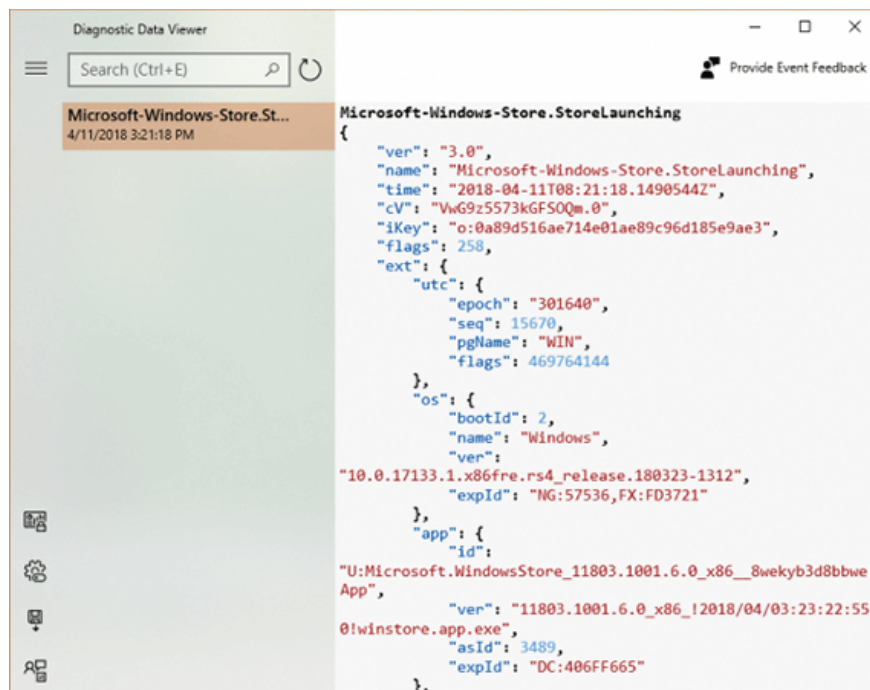 Diagnostic Data Viewer
Search (Ctrl+E)
Provide Event Feedback
Microsoft-Windows-Store.St...
4/11/2018 3:21:18 PM
Microsoft-Windows-Store.StoreLaunching
{
"ver": "3.0",
"name": "Microsoft-Windows-Store.StoreLaunching",
"time": "2018-04-11T08:21:18.1490544Z",
"cV": "VwG9z5573kGFSOQm.0",
"iKey": "o:0a89d516ae714e01ae89c96d185e9ae3",
"flags": 258,
"ext": {
"utc": {
"epoch": "301640",
"seq": 15670,
"pgName": "WIN",
"flags": 469764144
},
"os": {
"bootId": 2,
"name": "Windows",
"ver":
"10.0.17133.1.x86fre.rs4_release.180323-1312",
"expId": "NG:57536,FX:FD3721"
},
"app": {
"id":
"U:Microsoft.WindowsStore_11803.1001.6.0_x86__8wekyb3d8bbwe
App",
"ver": "11803.1001.6.0_x86_!2018/04/03:23:22:55
0!winstore.app.exe",
"asId": 3489,
"expId": "DC:406FF665"
},